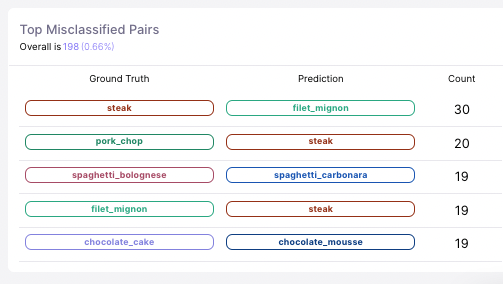 Top Misclassified Pairs
Overall is 198 (0.66%)
Ground Truth Prediction Count
steak filet_mignon 30
pork_chop steak 20
spaghetti_bolognese spaghetti_carbonara 19
filet_mignon steak 19
chocolate_cake chocolate_mousse 19